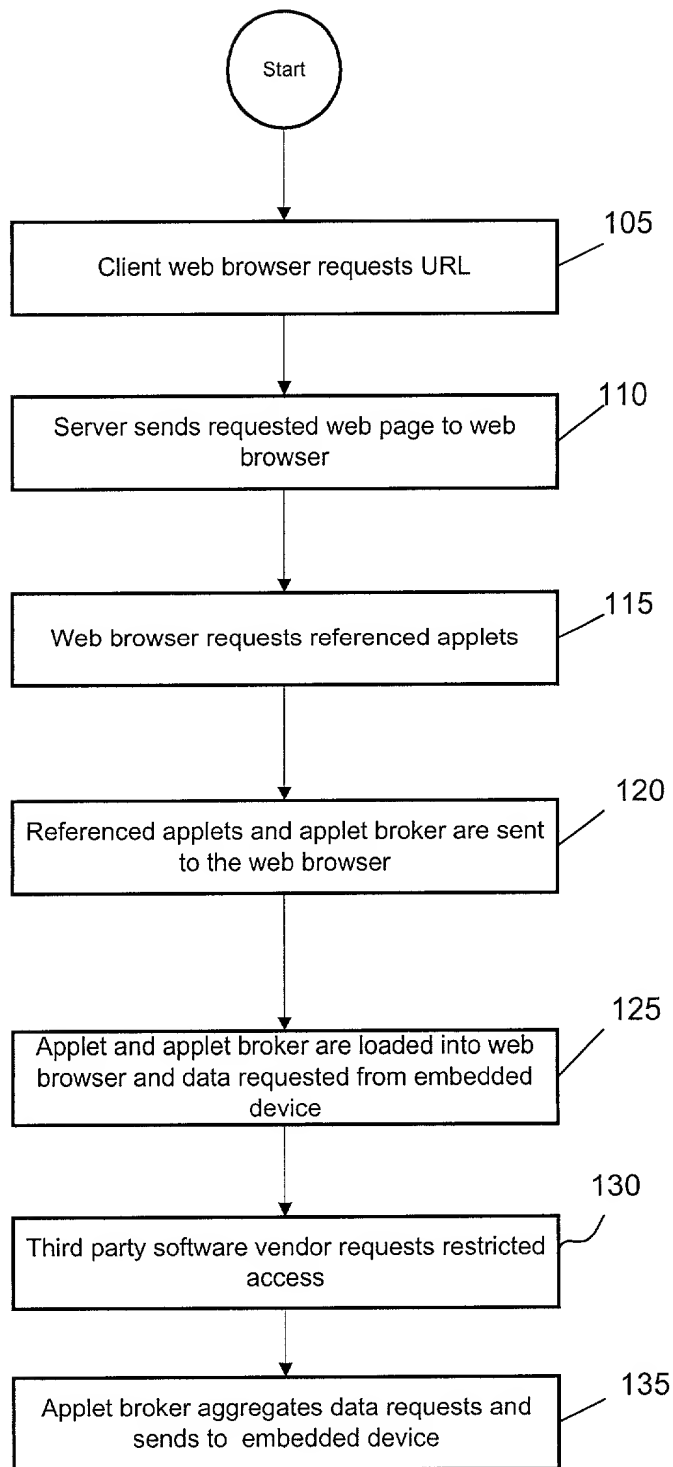 Start
105
Client web browser requests URL
110
Server sends requested web page to web
browser
115
Web browser requests referenced applets
120
Referenced applets and applet broker are sent
to the web browser
125
Applet and applet broker are loaded into web
browser and data requested from embedded
device
130
Third party software vendor requests restricted
access
135
Applet broker aggregates data requests and
sends to embedded device